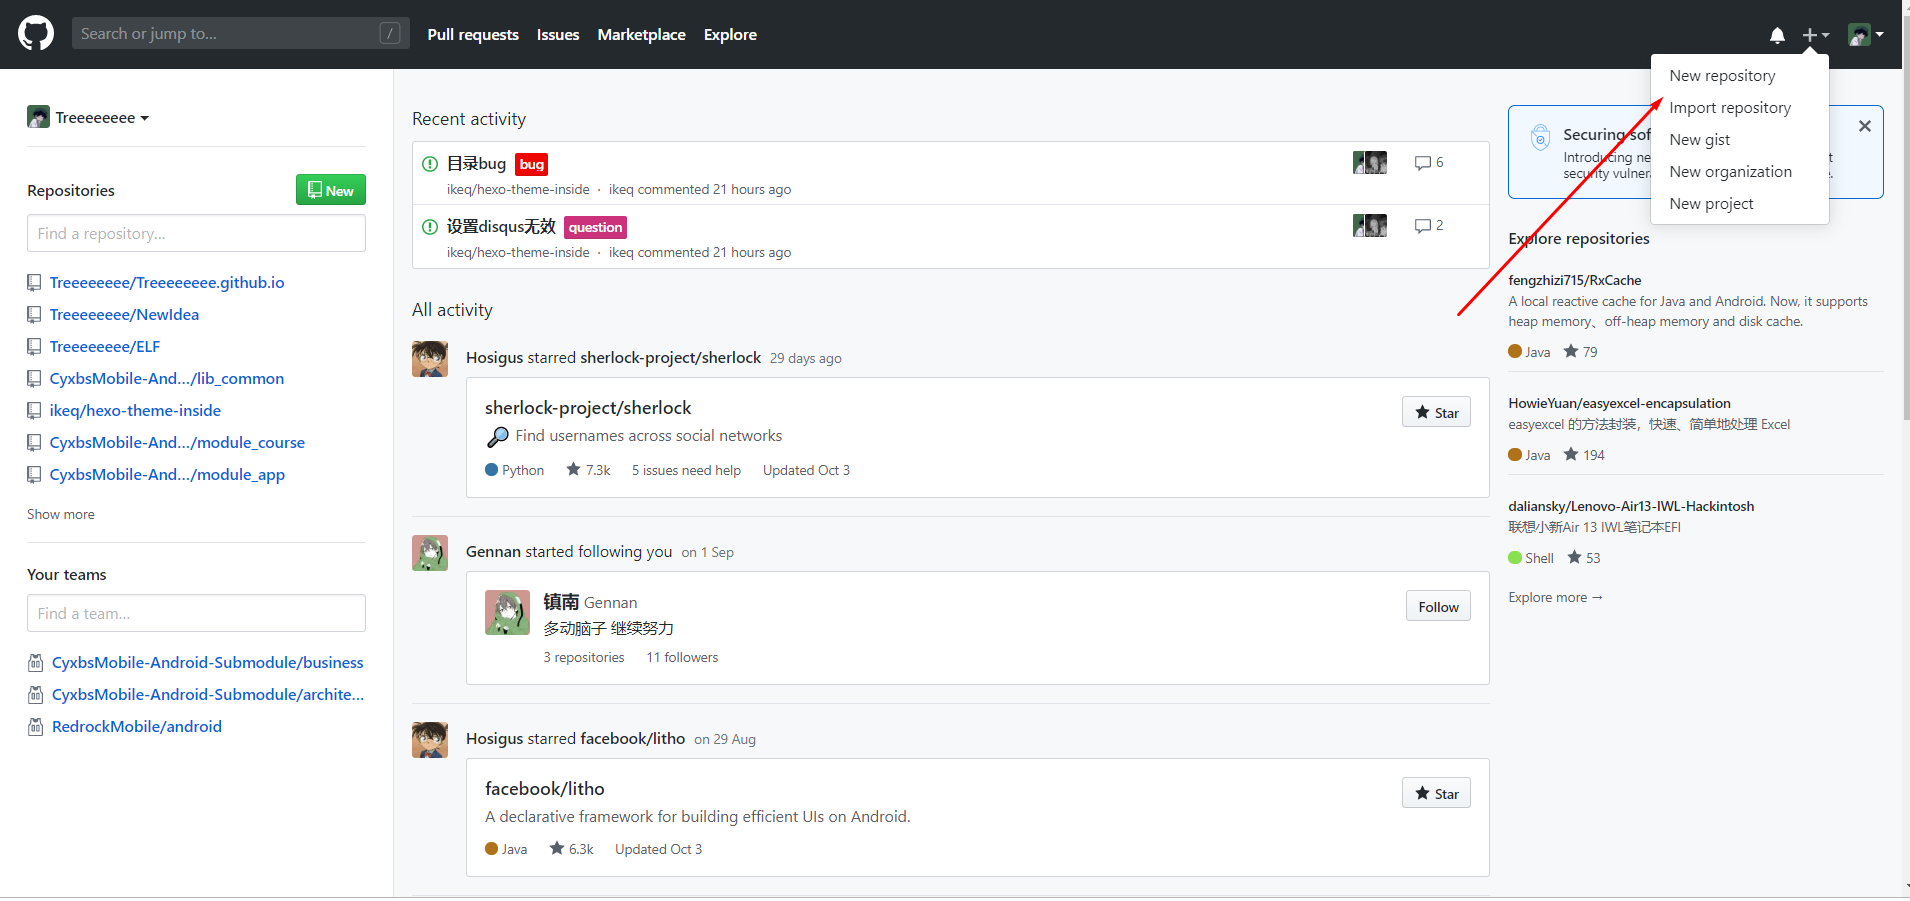 Search or jump to...
/
Pull requests
Issues
Marketplace
Explore
New repository
Import repository
New gist
New organization
New project
Treeeeeeee
Repositories
New
Find a repository...
Treeeeeeee/Treeeeeeee.github.io
Treeeeeeee/NewIdea
Treeeeeeee/ELF
CyxbsMobile-And.../lib_common
ikeq/hexo-theme-inside
CyxbsMobile-And.../module_course
CyxbsMobile-And.../module_app
Show more
Your teams
Find a team...
CyxbsMobile-Android-Submodule/business
CyxbsMobile-Android-Submodule/archite...
RedrockMobile/android
Recent activity
目录bug bug
6
ikeq/hexo-theme-inside · ikeq commented 21 hours ago
设置disqus无效 question
2
ikeq/hexo-theme-inside · ikeq commented 21 hours ago
All activity
Hosigus starred sherlock-project/sherlock 29 days ago
sherlock-project/sherlock
Star
Find usernames across social networks
Python 7.3k 5 issues need help Updated Oct 3
Gennan started following you on 1 Sep
镇南 Gennan
Follow
多动脑子 继续努力
3 repositories 11 followers
Hosigus starred facebook/litho on 29 Aug
facebook/litho
Star
A declarative framework for building efficient UIs on Android.
Java 6.3k Updated Oct 3
Securing sof
Introducing ne
security vulner
Explore repositories
fengzhizi715/RxCache
A local reactive cache for Java and Android. Now, it supports
heap memory、off-heap memory and disk cache.
Java 79
HowieYuan/easyexcel-encapsulation
easyexcel 的方法封装，快速、简单地处理 Excel
Java 194
daliansky/Lenovo-Air13-IWL-Hackintosh
联想小新Air 13 IWL笔记本EFI
Shell 53
Explore more →